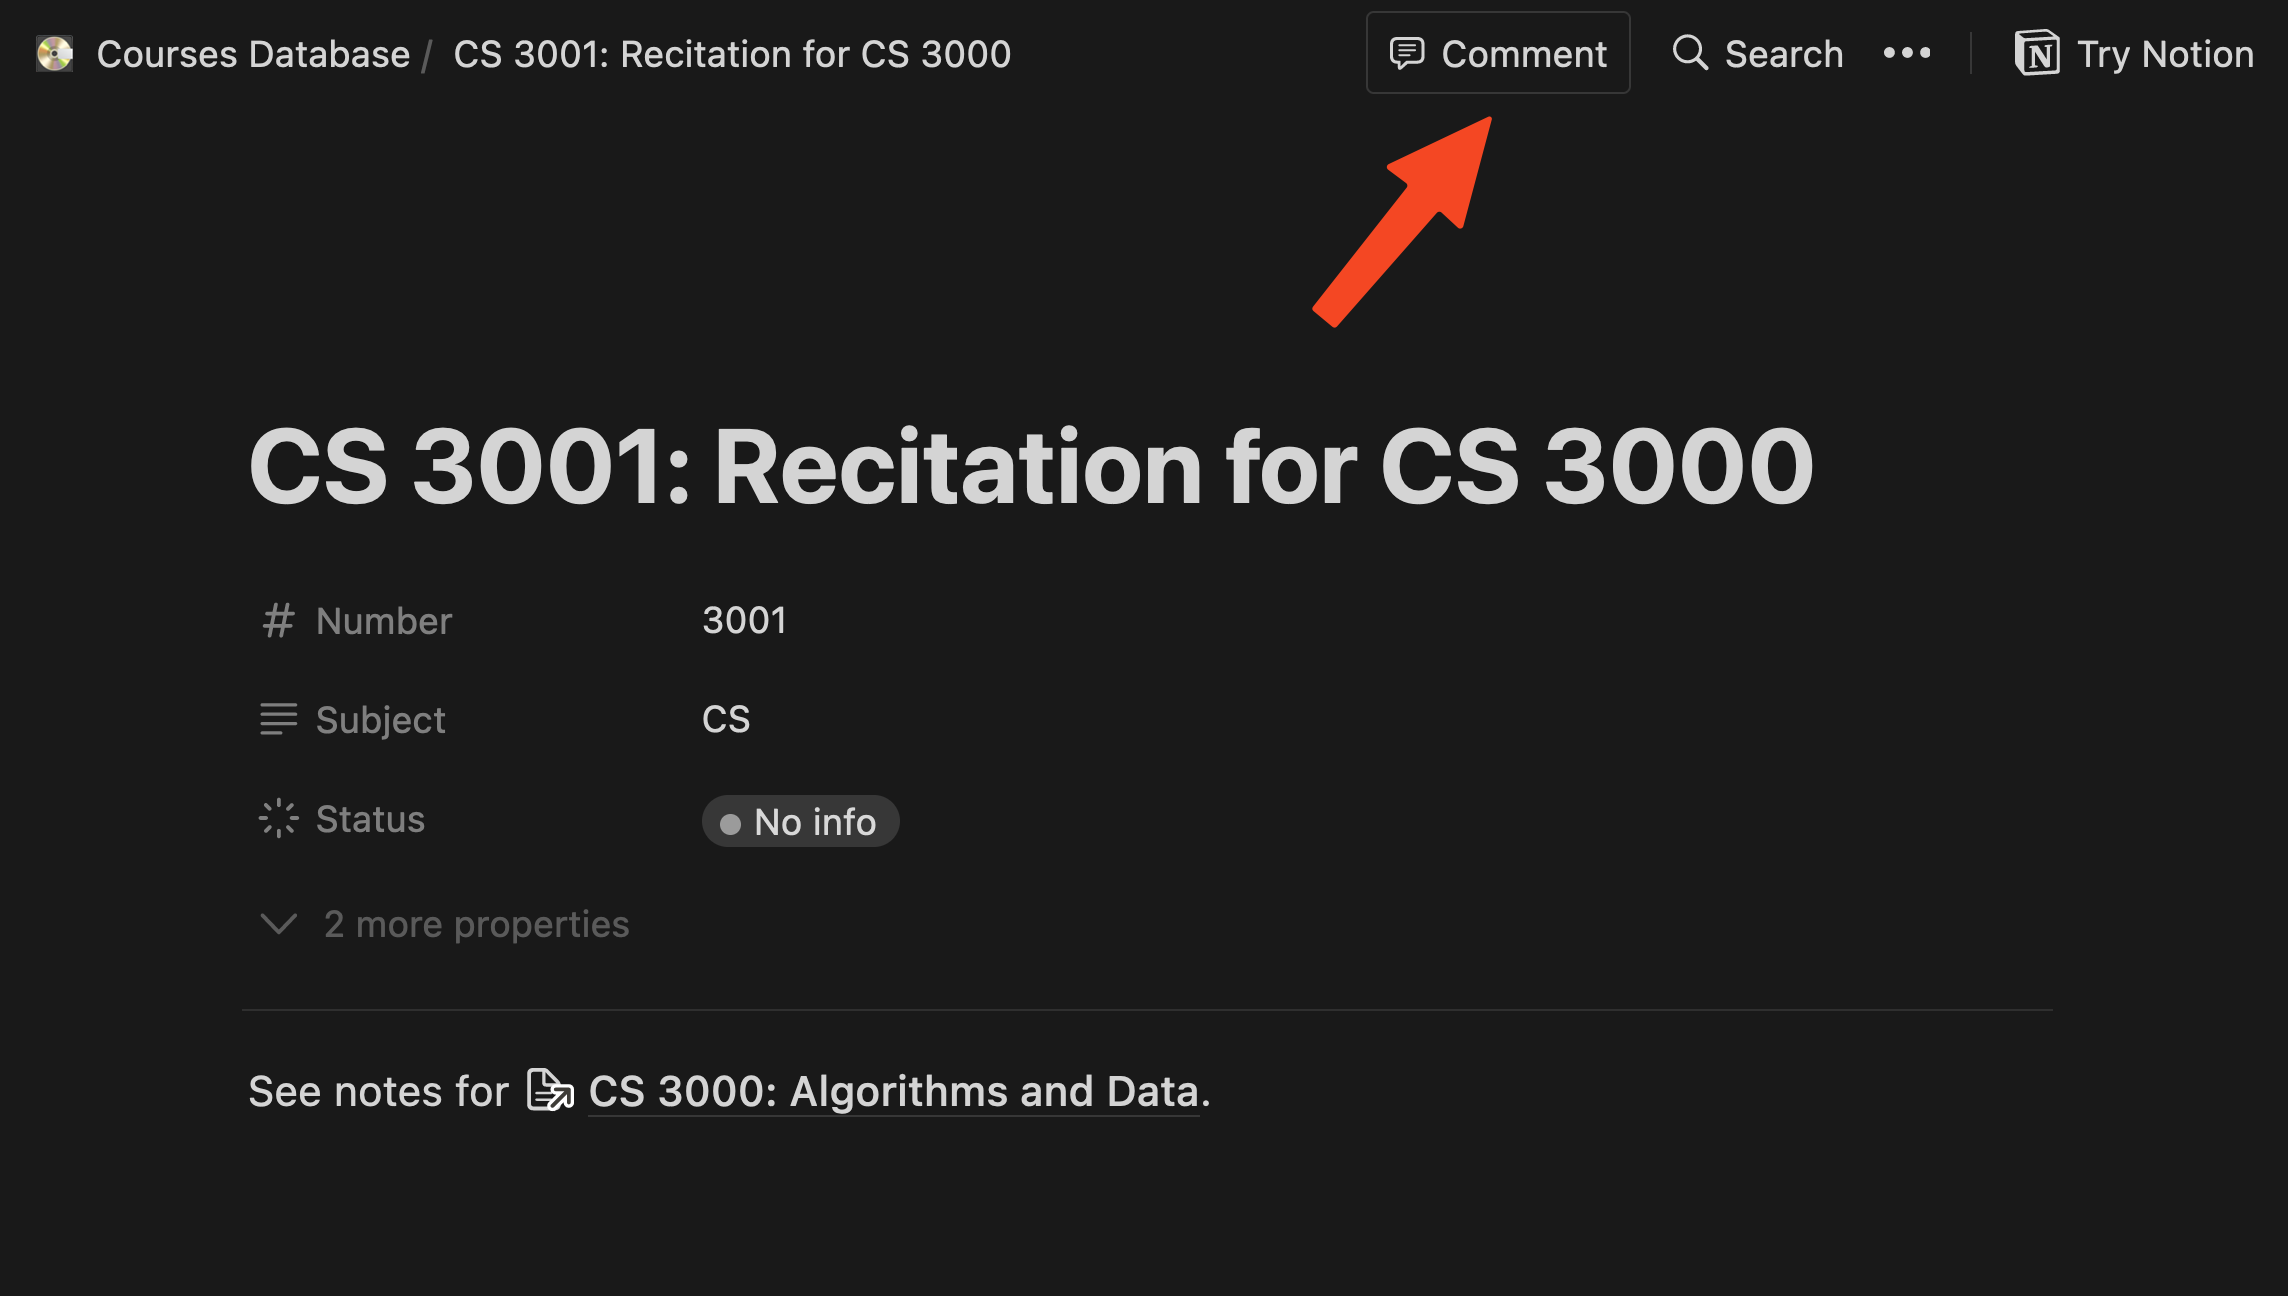 Courses Database / CS 3001: Recitation for CS 3000
Comment
Search
Try Notion
CS 3001: Recitation for CS 3000
# Number 3001
Subject CS
Status No info
2 more properties
See notes for CS 3000: Algorithms and Data.